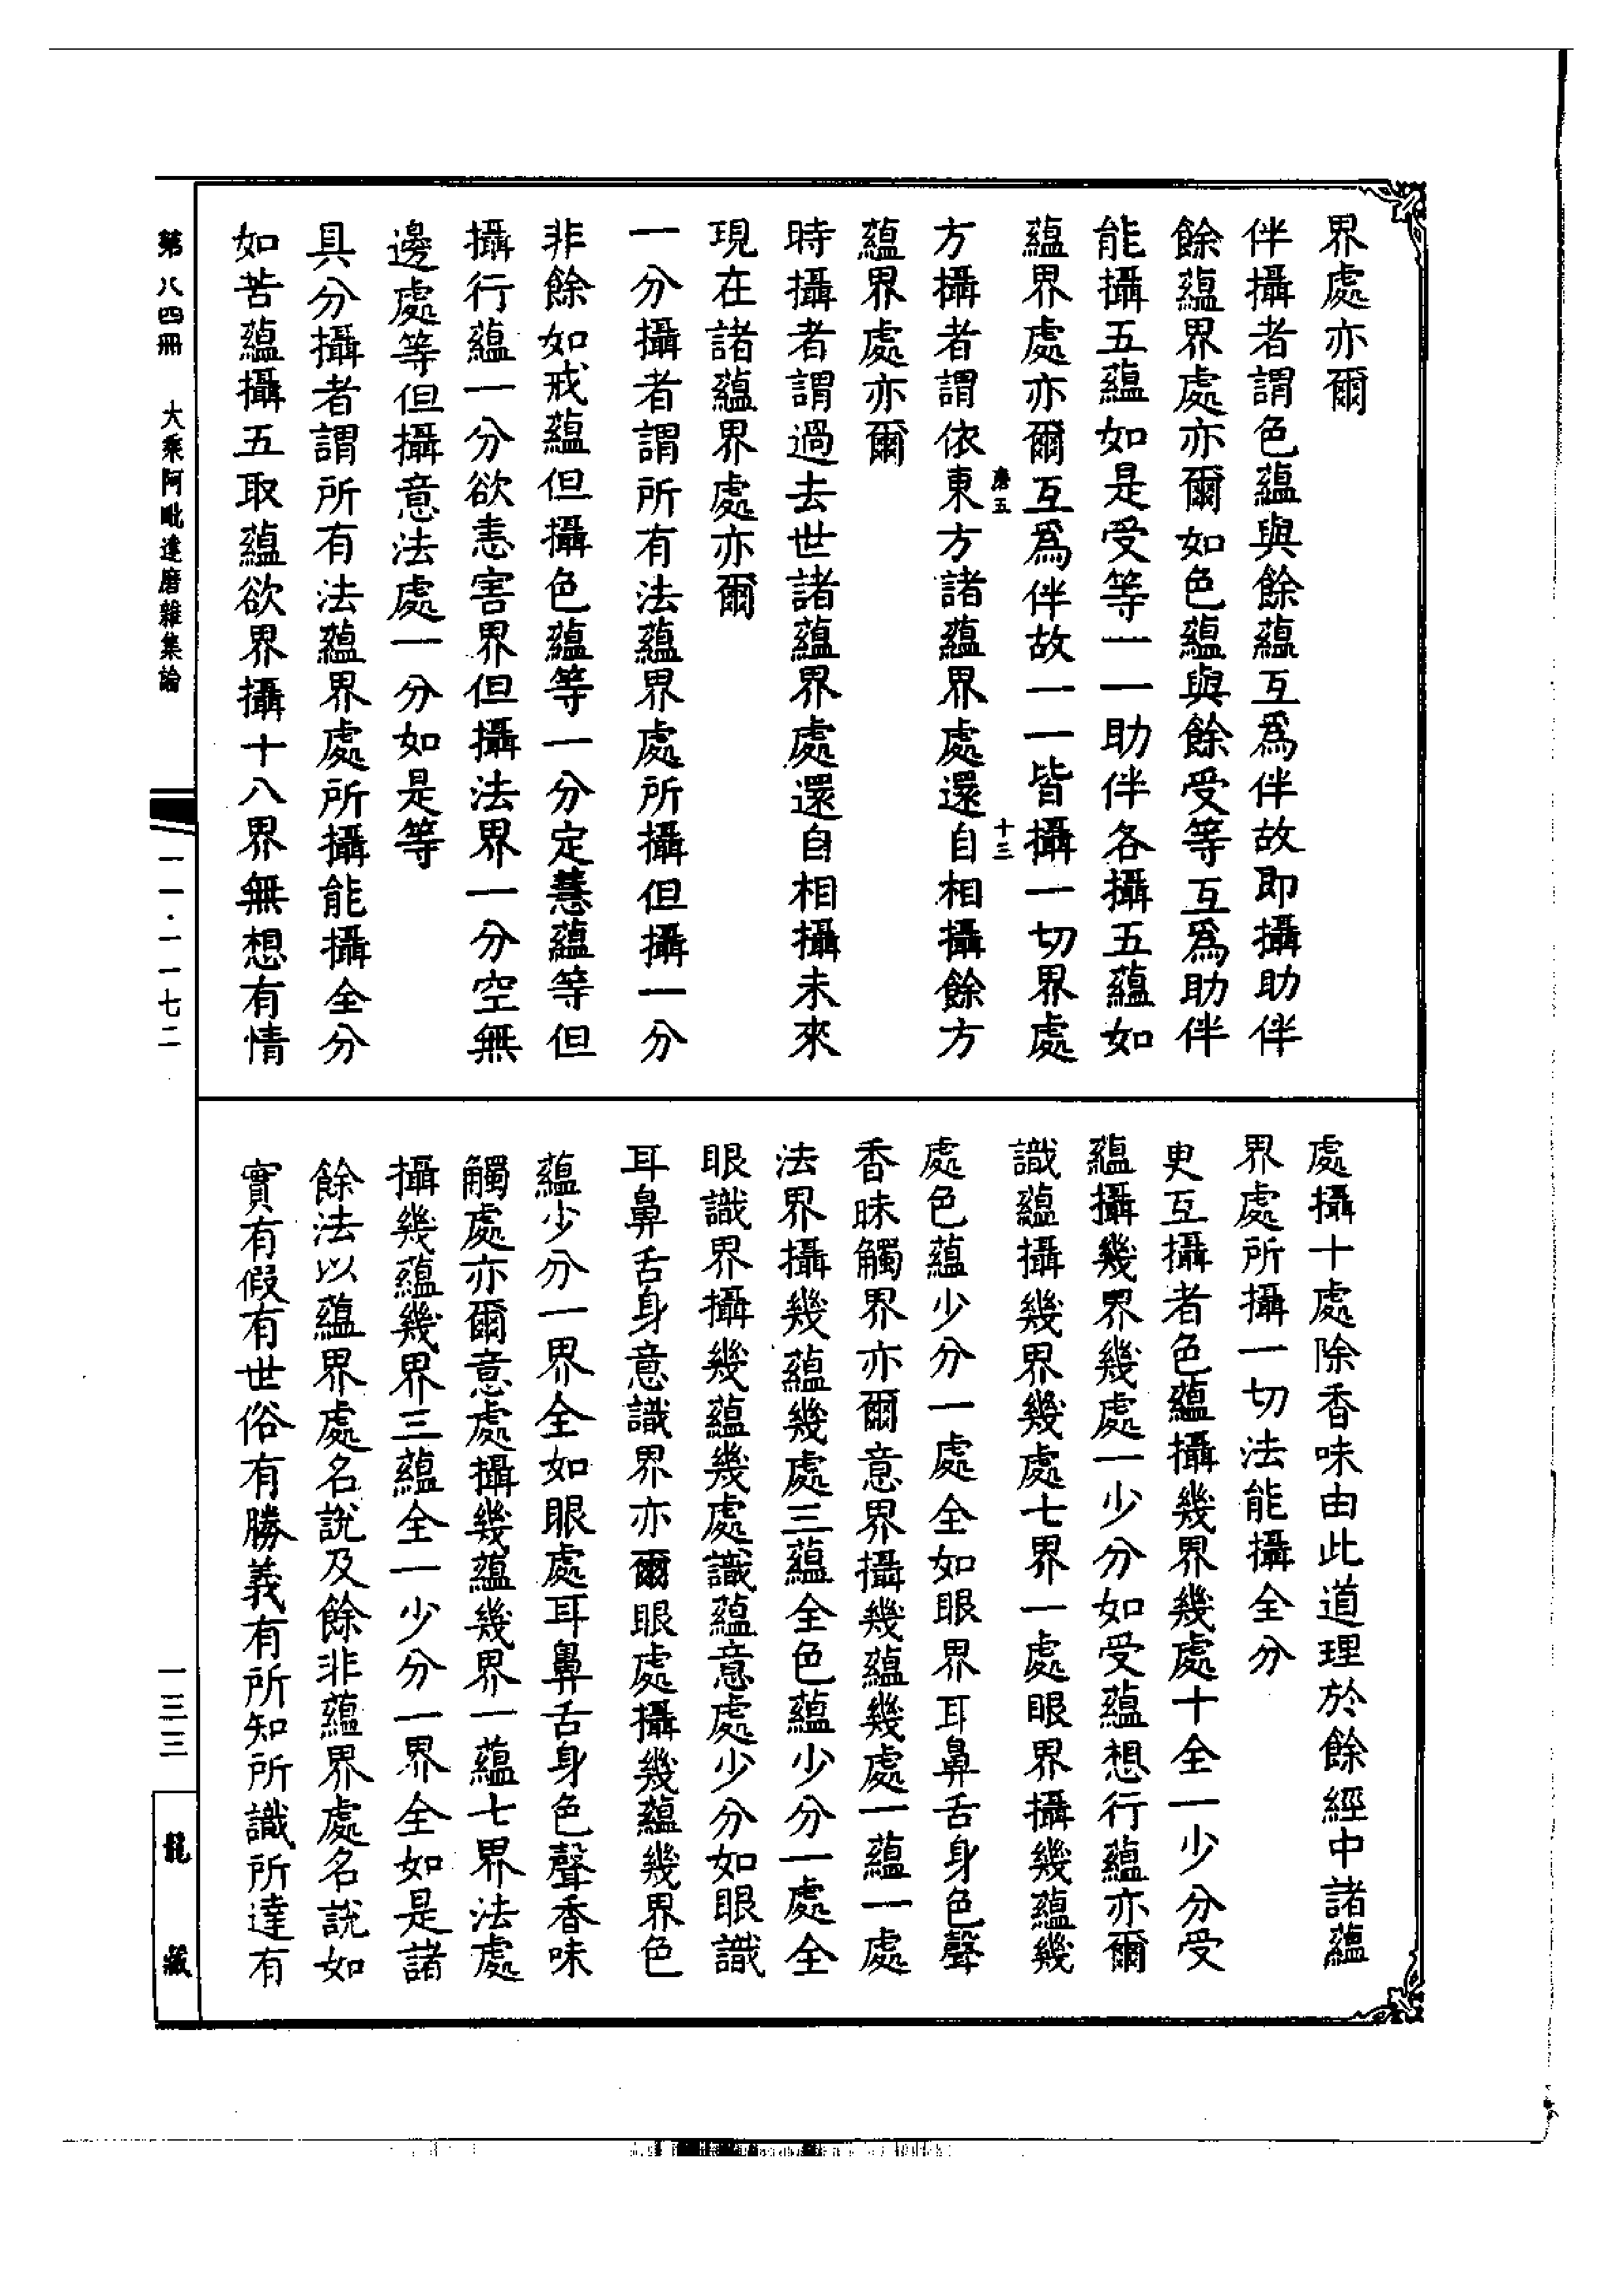 界處亦爾
伴攝者謂色蘊與餘蘊互爲伴故即攝助伴
餘蘊界處亦爾如色蘊與餘受等互爲助伴
能攝五蘊如是受等一一助伴各攝五蘊如
蘊界處亦爾互爲伴故一一皆攝一切界處
磨五
十三
方攝者謂依東方諸蘊界處還自相攝餘方
蘊界處亦爾
時攝者謂過去世諸蘊界處還自相攝未來
現在諸蘊界處亦爾
一分攝者謂所有法蘊界處所攝但攝一分
非餘如戒蘊但攝色蘊等一分定慧蘊等但
攝行蘊一分欲恚害界但攝法界一分空無
邊處等但攝意法處一分如是等
具分攝者謂所有法蘊界處所攝能攝全分
如苦蘊攝五取蘊欲界攝十八界無想有情
處攝十處除香味由此道理於餘經中諸蘊
界處所攝一切法能攝全分
更互攝者色蘊攝幾界幾處十全一少分受
蘊攝幾界幾處一少分如受蘊想行蘊亦爾
識蘊攝幾界幾處七界一處眼界攝幾蘊幾
處色蘊少分一處全如眼界耳鼻舌身色聲
香味觸界亦爾意界攝幾蘊幾處一蘊一處
法界攝幾蘊幾處三蘊全色蘊少分一處全
眼識界攝幾蘊幾處識蘊意處少分如眼識
耳鼻舌身意識界亦爾眼處攝幾蘊幾界色
蘊少分一界全如眼處耳鼻舌身色聲香味
觸處亦爾意處攝幾蘊幾界一蘊七界法處
攝幾蘊幾界三蘊全一少分一界全如是諸
餘法以蘊界處名說及餘非蘊界處名說如
實有假有世俗有勝義有所知所識所達有
第八四冊 大乘阿毗達磨雜集論
一一·一一七二
一三三
龍藏